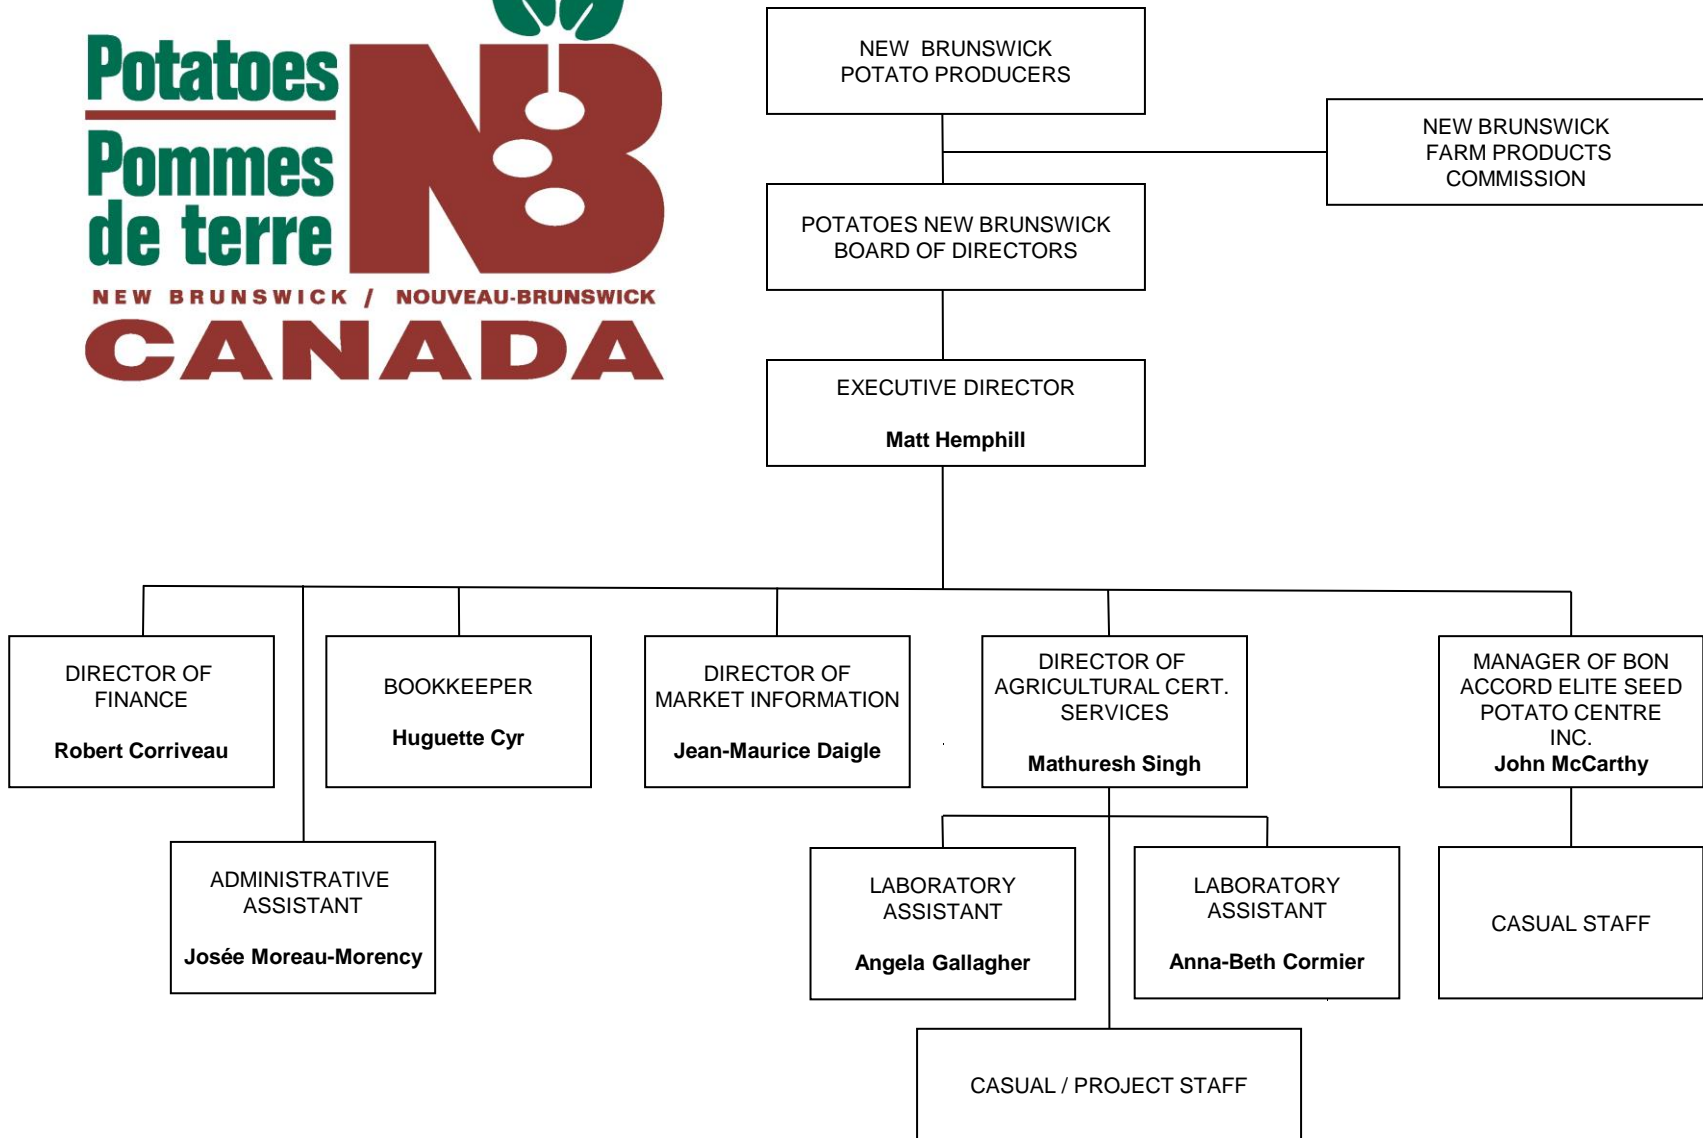 Potatoes
Pommes
de terre
NB
NEW BRUNSWICK / NOUVEAU-BRUNSWICK
CANADA
NEW BRUNSWICK
POTATO PRODUCERS
NEW BRUNSWICK
FARM PRODUCTS
COMMISSION
POTATOES NEW BRUNSWICK
BOARD OF DIRECTORS
EXECUTIVE DIRECTOR
Matt Hemphill
DIRECTOR OF
FINANCE
Robert Corriveau
BOOKKEEPER
Huguette Cyr
DIRECTOR OF
MARKET INFORMATION
Jean-Maurice Daigle
DIRECTOR OF
AGRICULTURAL CERT.
SERVICES
Mathuresh Singh
MANAGER OF BON
ACCORD ELITE SEED
POTATO CENTRE
INC.
John McCarthy
ADMINISTRATIVE
ASSISTANT
Josée Moreau-Morency
LABORATORY
ASSISTANT
Angela Gallagher
LABORATORY
ASSISTANT
Anna-Beth Cormier
CASUAL STAFF
CASUAL / PROJECT STAFF